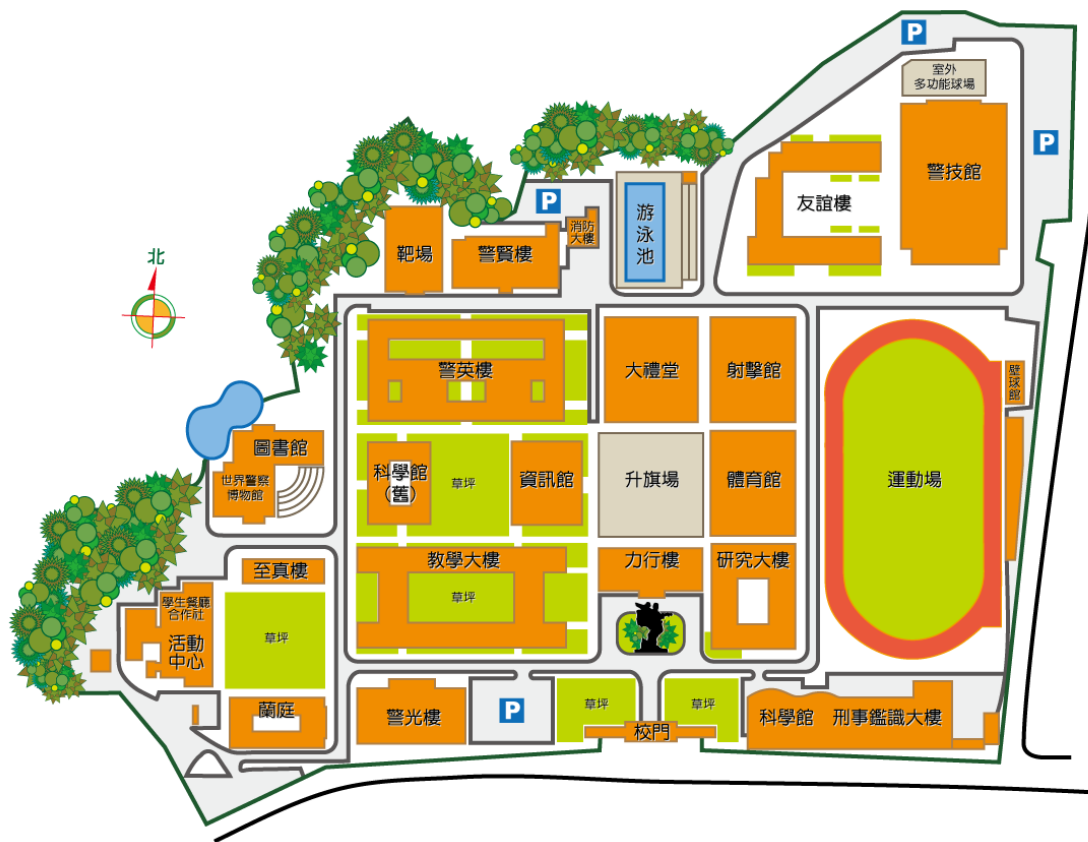 P
室外
多功能球場
P
警技館
友誼樓
P
游泳池
消防
大樓
靶場
警賢樓
北
警英樓
大禮堂
射擊館
壁球館
圖書館
世界警察
博物館
科學館
(舊)
草坪
資訊館
升旗場
體育館
運動場
教學大樓
草坪
力行樓
研究大樓
至真樓
學生餐廳
合作社
活動
中心
草坪
蘭庭
警光樓
P
草坪
校門
草坪
科學館
刑事鑑識大樓